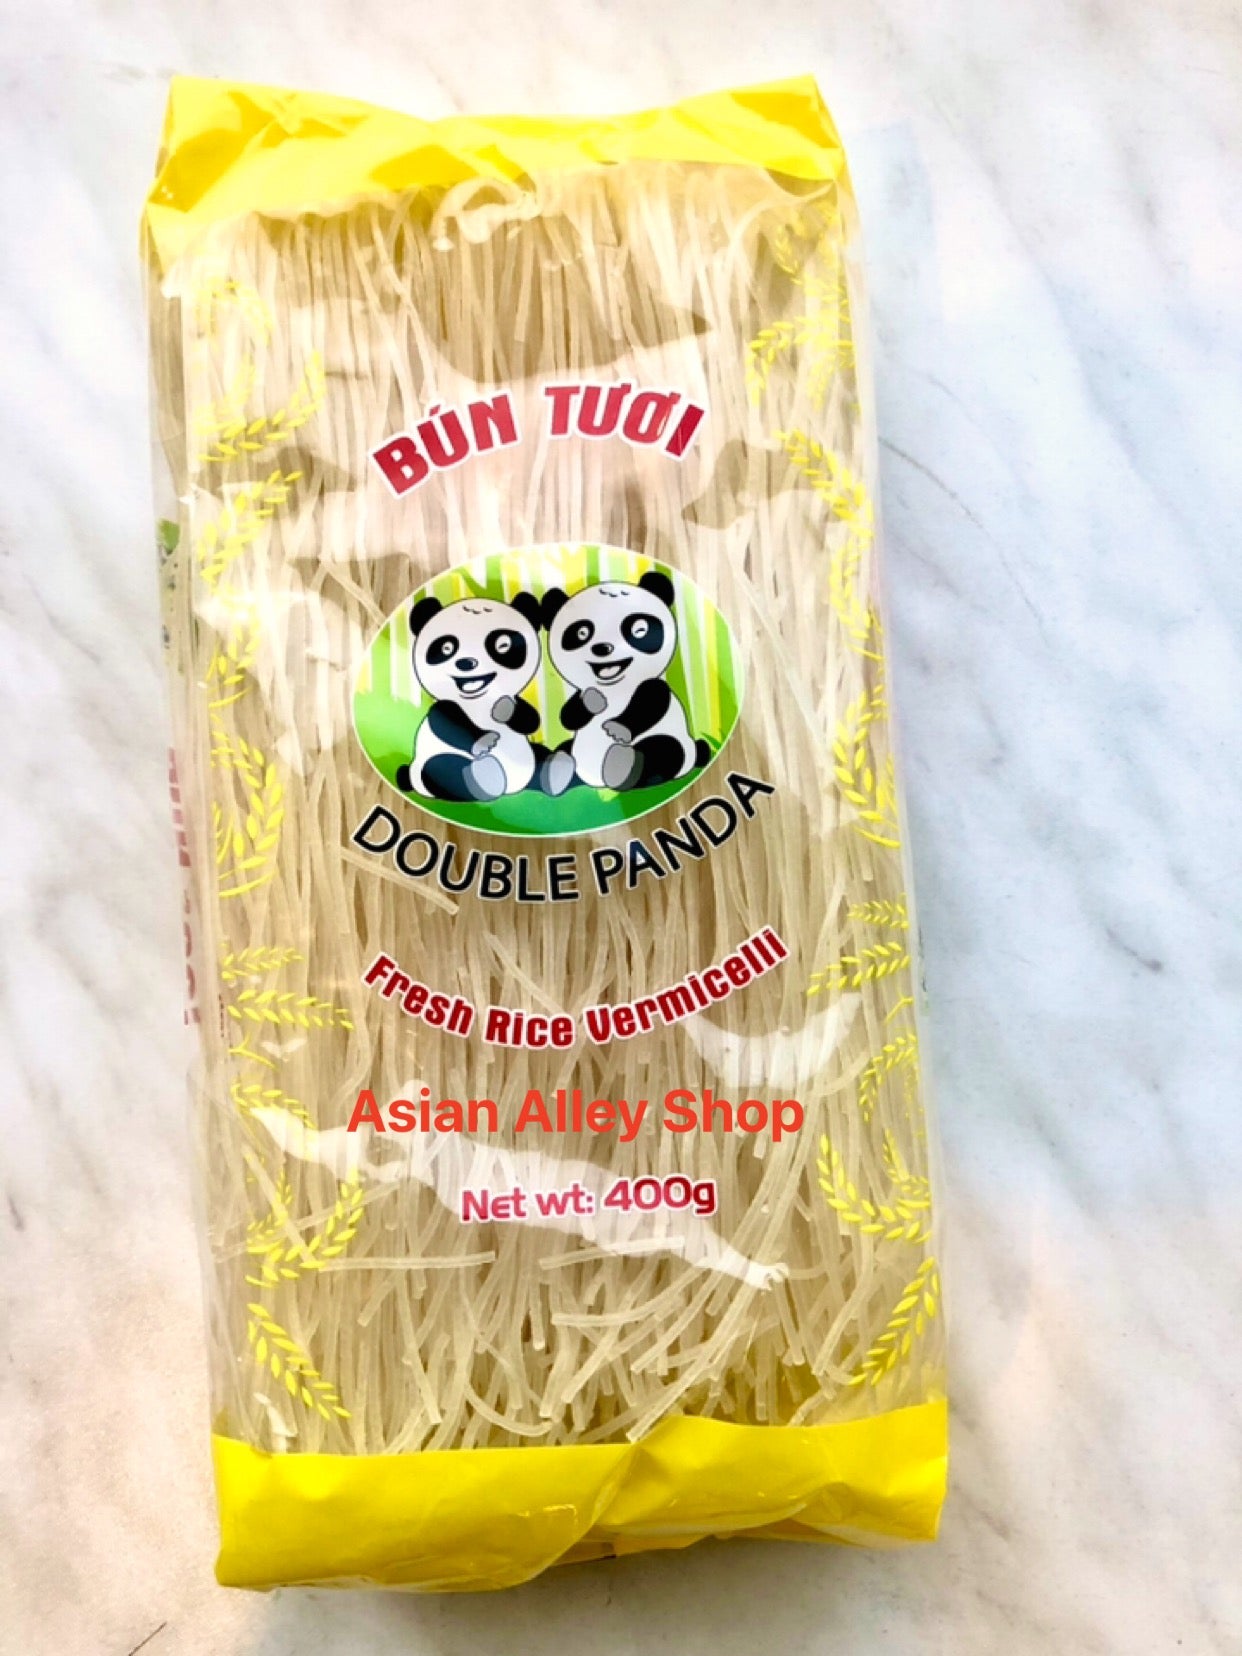 BÚN TƯƠI
DOUBLE PANDA
Fresh Rice Vermicelli
Asian Alley Shop
Net wt: 400g